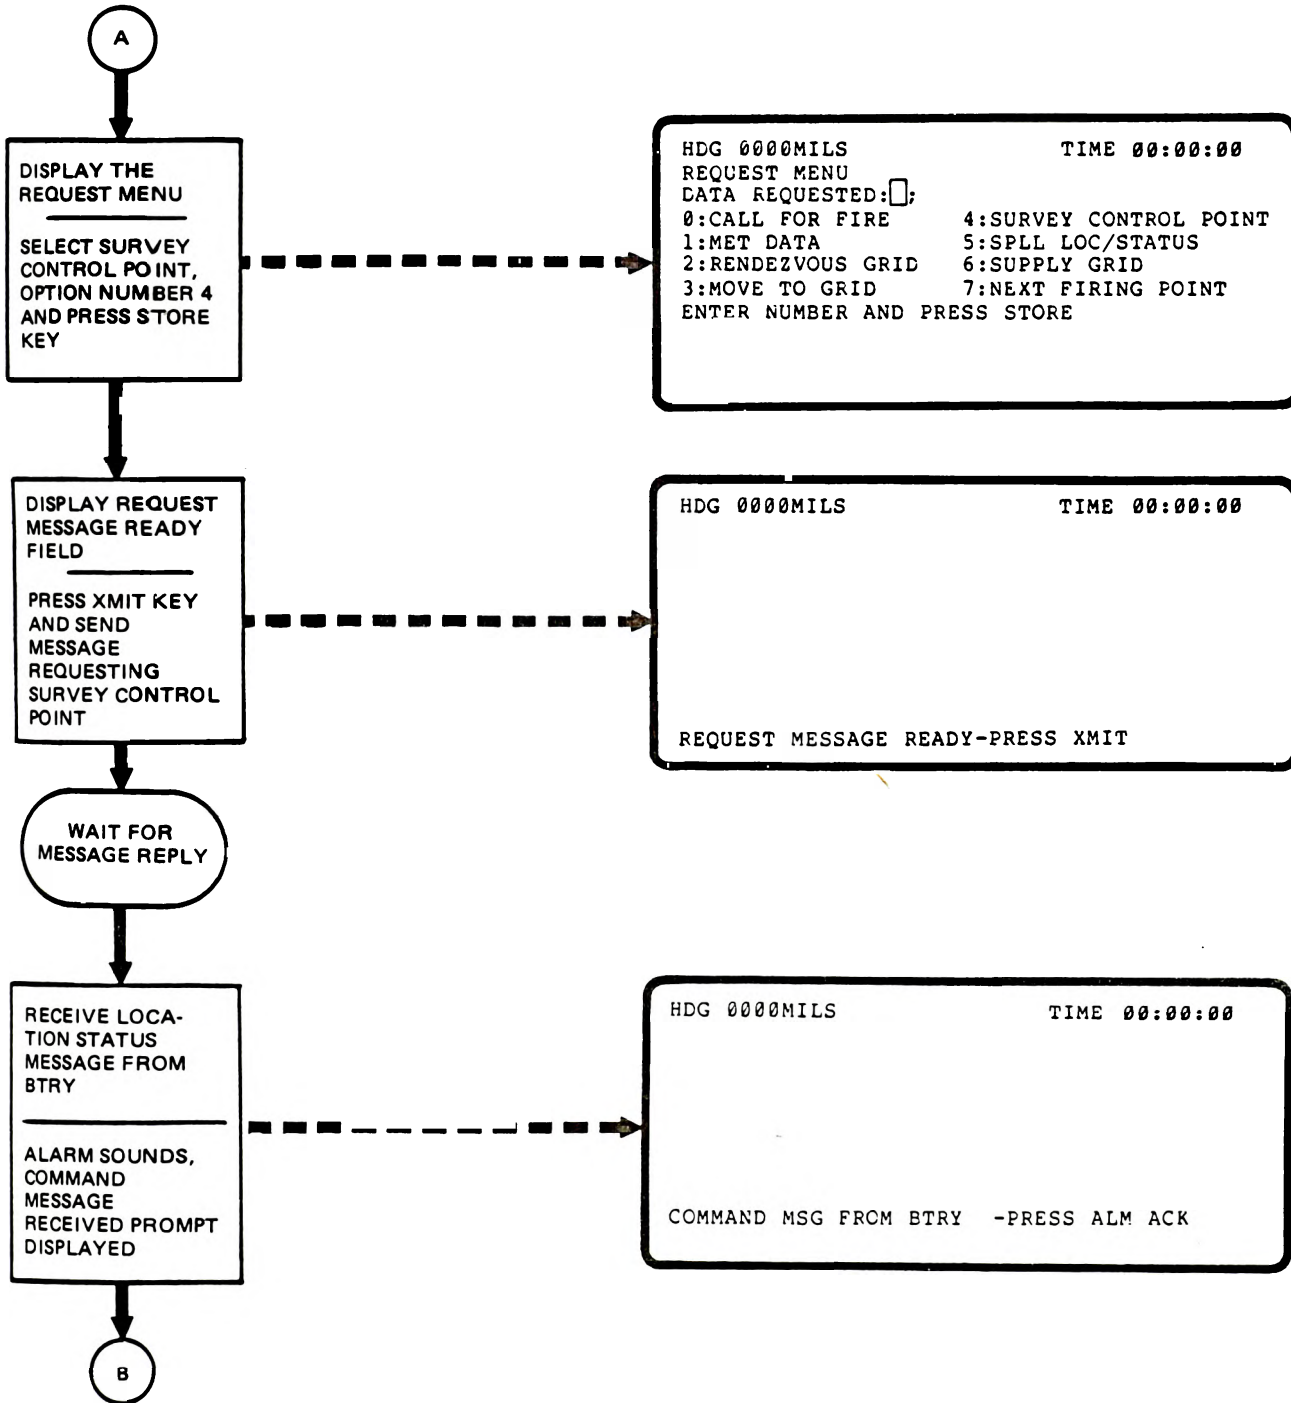 A
DISPLAY THE
REQUEST MENU
SELECT SURVEY
CONTROL POINT,
OPTION NUMBER 4
AND PRESS STORE
KEY
HDG 0000MILS TIME 00:00:00
REQUEST MENU
DATA REQUESTED: ;
0:CALL FOR FIRE 4:SURVEY CONTROL POINT
1:MET DATA 5:SPLL LOC/STATUS
2:RENDEZVOUS GRID 6:SUPPLY GRID
3:MOVE TO GRID 7:NEXT FIRING POINT
ENTER NUMBER AND PRESS STORE
DISPLAY REQUEST
MESSAGE READY
FIELD
PRESS XMIT KEY
AND SEND
MESSAGE
REQUESTING
SURVEY CONTROL
POINT
HDG 0000MILS TIME 00:00:00
REQUEST MESSAGE READY-PRESS XMIT
WAIT FOR
MESSAGE REPLY
RECEIVE LOCA-
TION STATUS
MESSAGE FROM
BTRY
ALARM SOUNDS,
COMMAND
MESSAGE
RECEIVED PROMPT
DISPLAYED
HDG 0000MILS TIME 00:00:00
COMMAND MSG FROM BTRY -PRESS ALM ACK
B